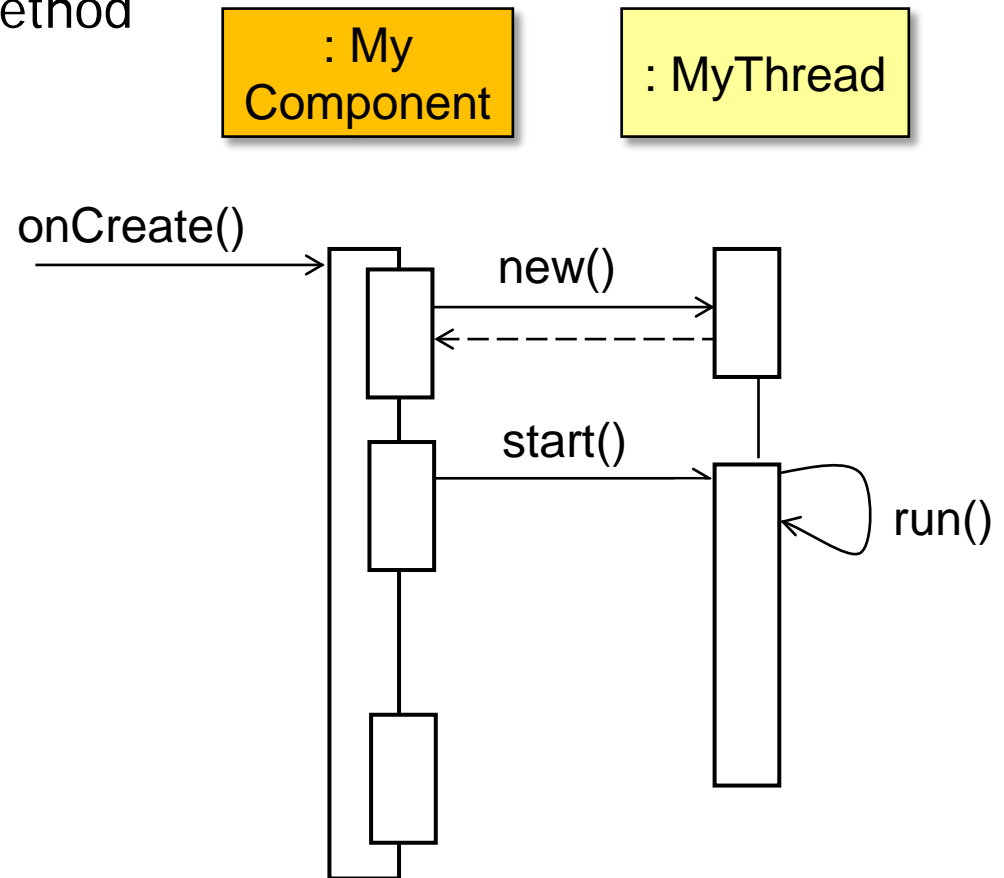 : My
Component
: MyThread
onCreate()
new()
start()
run()